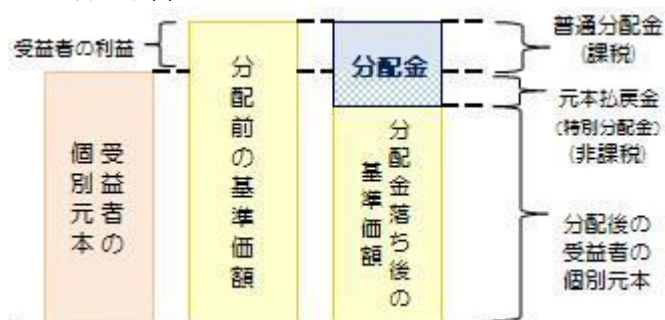 受益者の利益
受益者の
個別元本
分配前の基準価額
分配金
分配金落ち後の
基準価額
普通分配金
(課税)
元本払戻金
(特別分配金)
(非課税)
分配後の
受益者の
個別元本